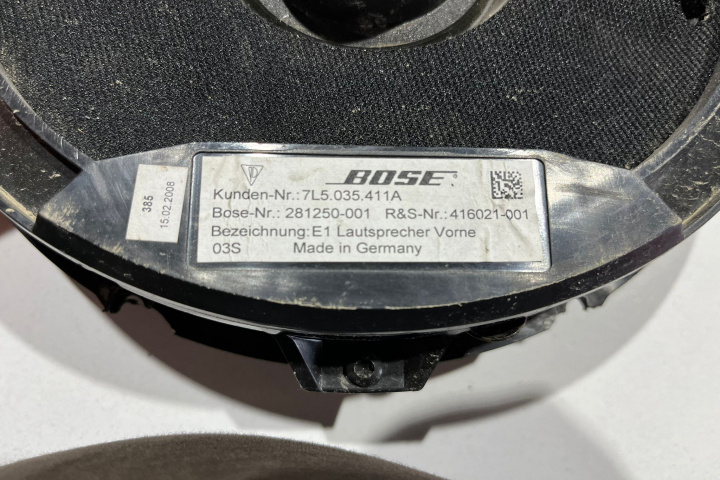 BOSE
Kunden-Nr.:7L5.035.411A
Bose-Nr.: 281250-001 R&S-Nr.:416021-001
Bezeichnung:E1 Lautsprecher Vorne
03S Made in Germany
385
15.02.2008